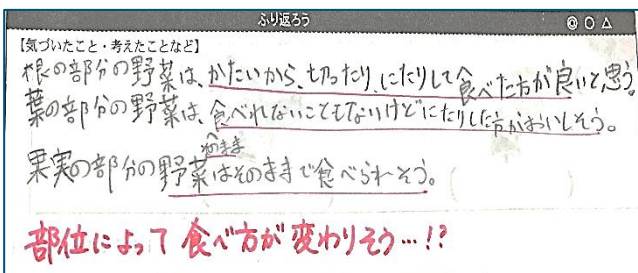 ふり返ろう ◎ ○ △
【気づいたこと・考えたことなど】
根の部分の野菜は、かたいから、切ったり、にたりして食べた方が良いと思う。
葉の部分の野菜は、食べれないこともないけどにたりした方がおいしそう。
そのまま
果実の部分の野菜はそのままで食べられそう。
部位によって食べ方が変わりそう…!?